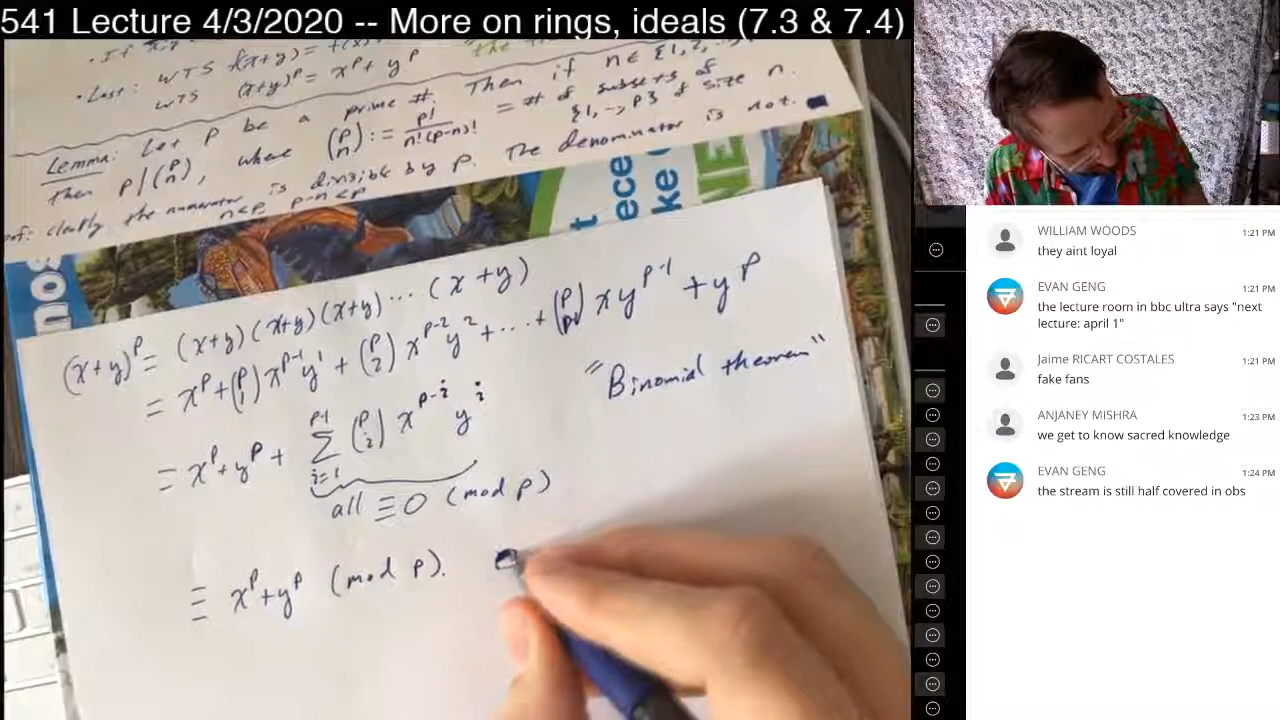 541 Lecture 4/3/2020 -- More on rings, ideals (7.3 & 7.4)
• Last: WTS f(x+y) =
WTS (x+y)^p = x^p + y^p
Lemma: Let p be a prime #. Then if n ∈ {1, 2, 
then p | (p n), where (p n) := p!/n!(p-n)! = # of subsets of {1, -, p} of size n.
clearly the numerator is divisible by p. The denominator is not.
n<p p-n<p
ece
ke
NE
(x+y)^p = (x+y)(x+y)(x+y)⋯(x+y)
= x^p + (p 1) x^{p-1} y^1 + (p 2) x^{p-2} y^2 + ⋯ + x y^{p-1} + y^p
"Binomial theorem"
= x^p + y^p + Σ_{i=1}^{p-1} (p i) x^{p-i} y^i
all ≡ 0 (mod p)
≡ x^p + y^p (mod p).
WILLIAM WOODS 1:21 PM
they aint loyal
EVAN GENG 1:21 PM
the lecture room in bbc ultra says "next
lecture: april 1"
Jaime RICART COSTALES 1:21 PM
fake fans
ANJANEY MISHRA 1:23 PM
we get to know sacred knowledge
EVAN GENG 1:24 PM
the stream is still half covered in obs